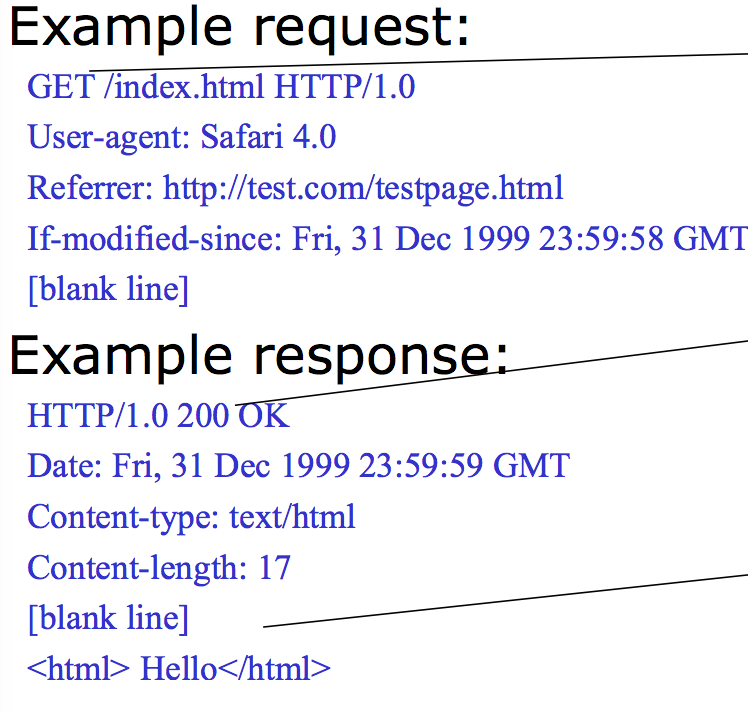 Example request:
GET /index.html HTTP/1.0
User-agent: Safari 4.0
Referrer: http://test.com/testpage.html
If-modified-since: Fri, 31 Dec 1999 23:59:58 GMT
[blank line]
Example response:
HTTP/1.0 200 OK
Date: Fri, 31 Dec 1999 23:59:59 GMT
Content-type: text/html
Content-length: 17
[blank line]
<html> Hello</html>